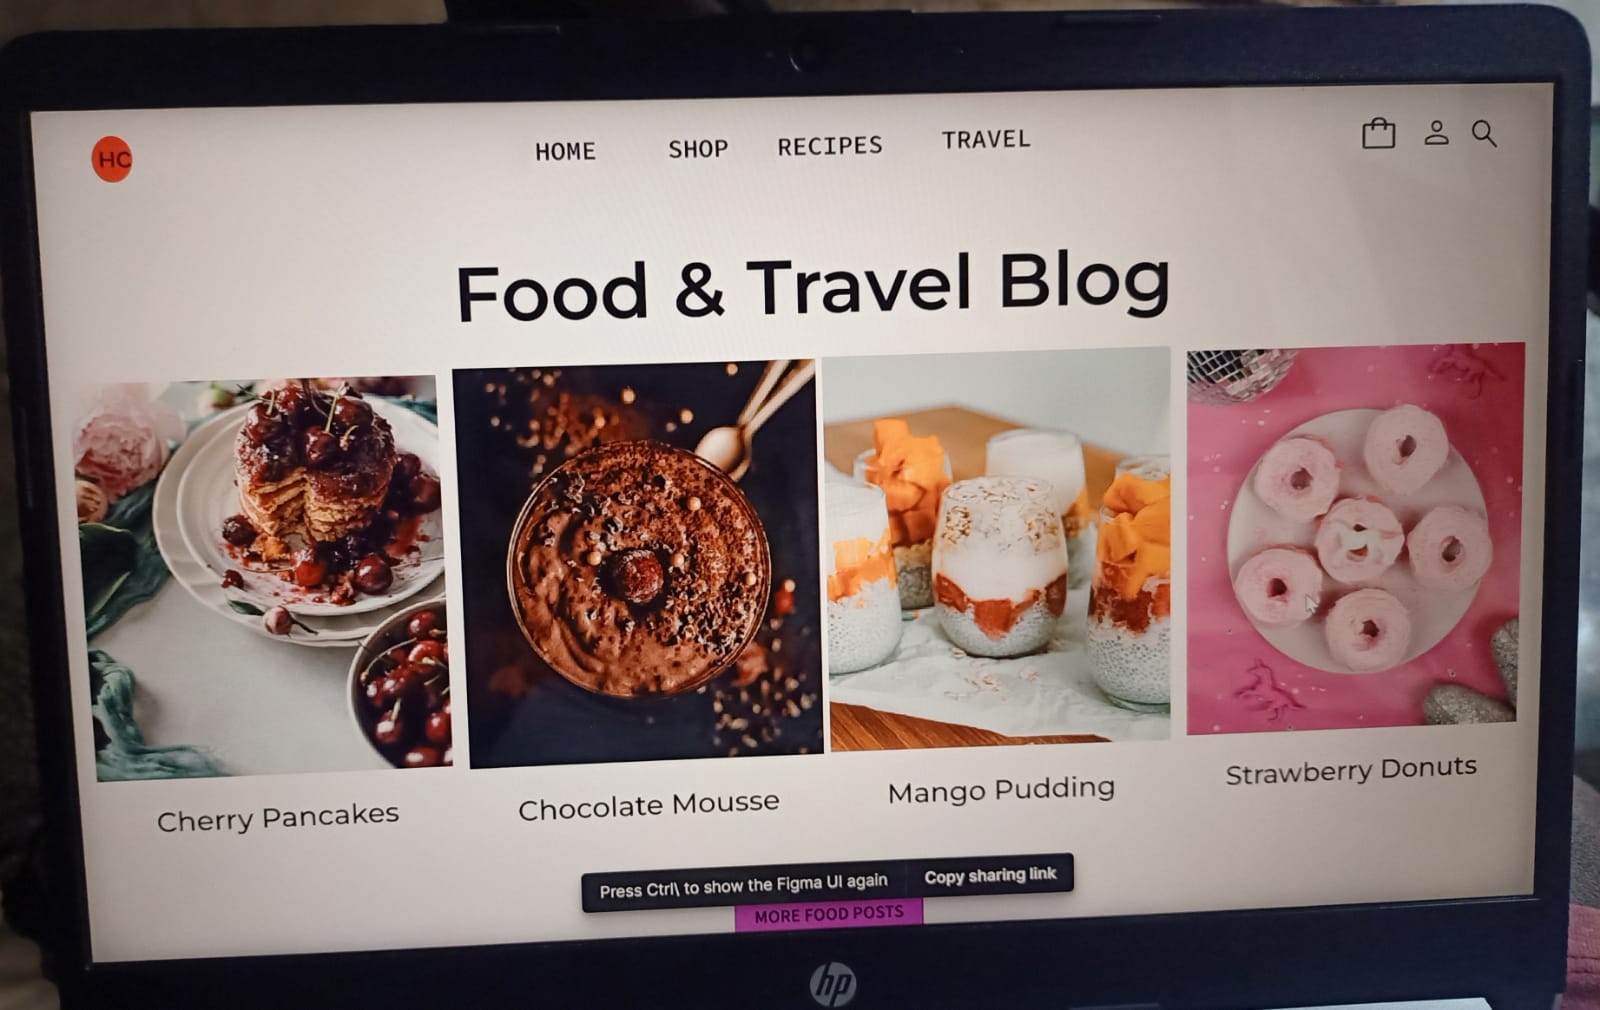 HC
HOME SHOP RECIPES TRAVEL
Food & Travel Blog
Cherry Pancakes
Chocolate Mousse
Mango Pudding
Strawberry Donuts
Press Ctrl\ to show the Figma UI again Copy sharing link
MORE FOOD POSTS
hp